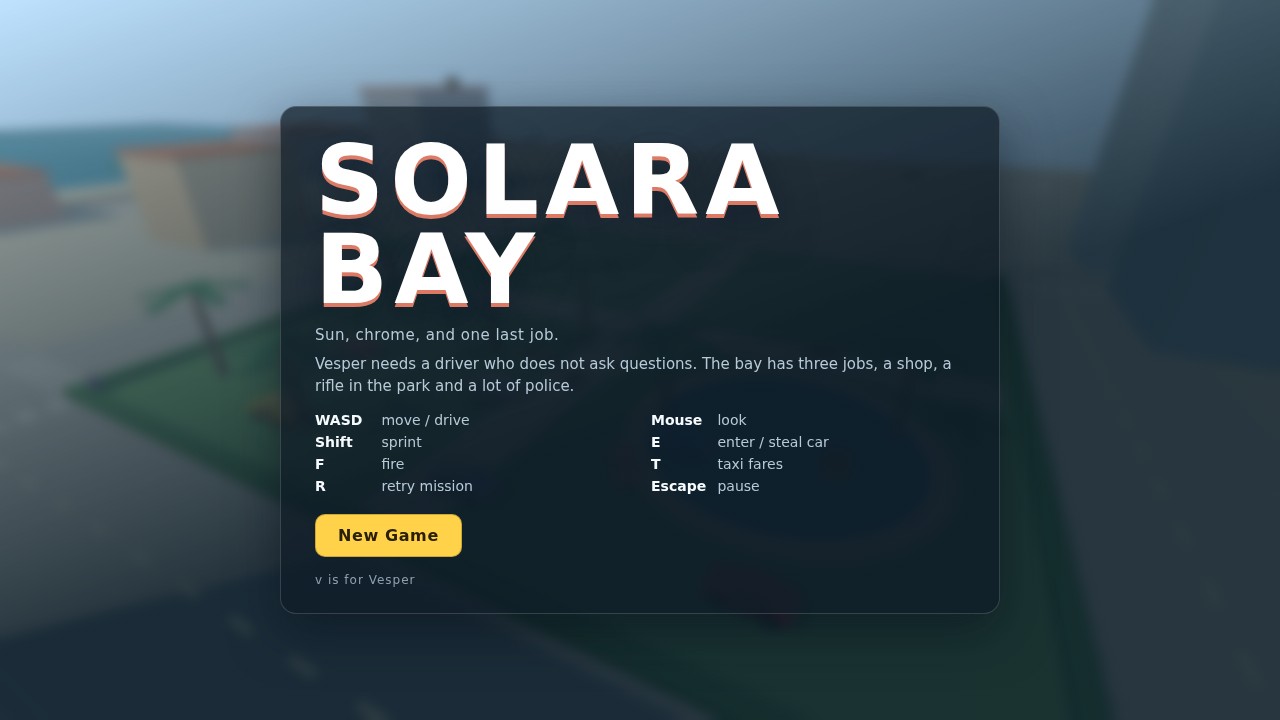 SOLARA
BAY
Sun, chrome, and one last job.
Vesper needs a driver who does not ask questions. The bay has three jobs, a shop, a
rifle in the park and a lot of police.
WASD move / drive
Mouse look
Shift sprint
E enter / steal car
F fire
T taxi fares
R retry mission
Escape pause
New Game
v is for Vesper